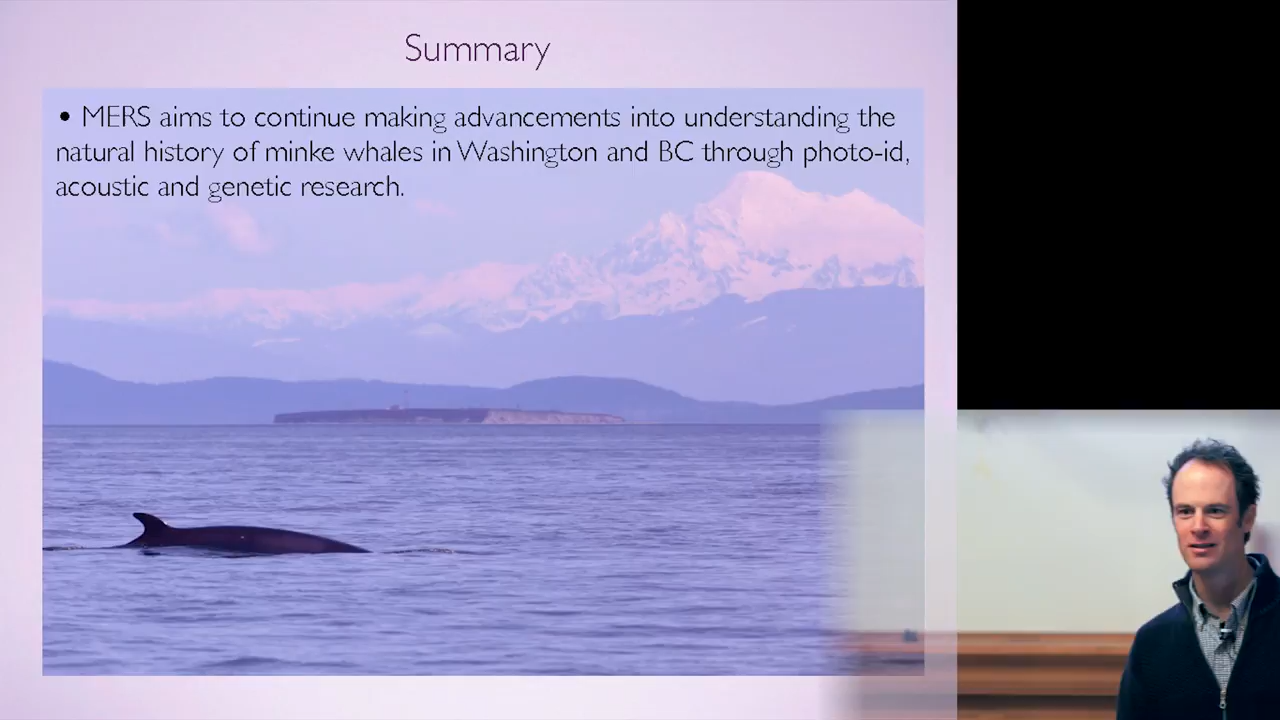 Summary
• MERS aims to continue making advancements into understanding the
natural history of minke whales in Washington and BC through photo-id,
acoustic and genetic research.